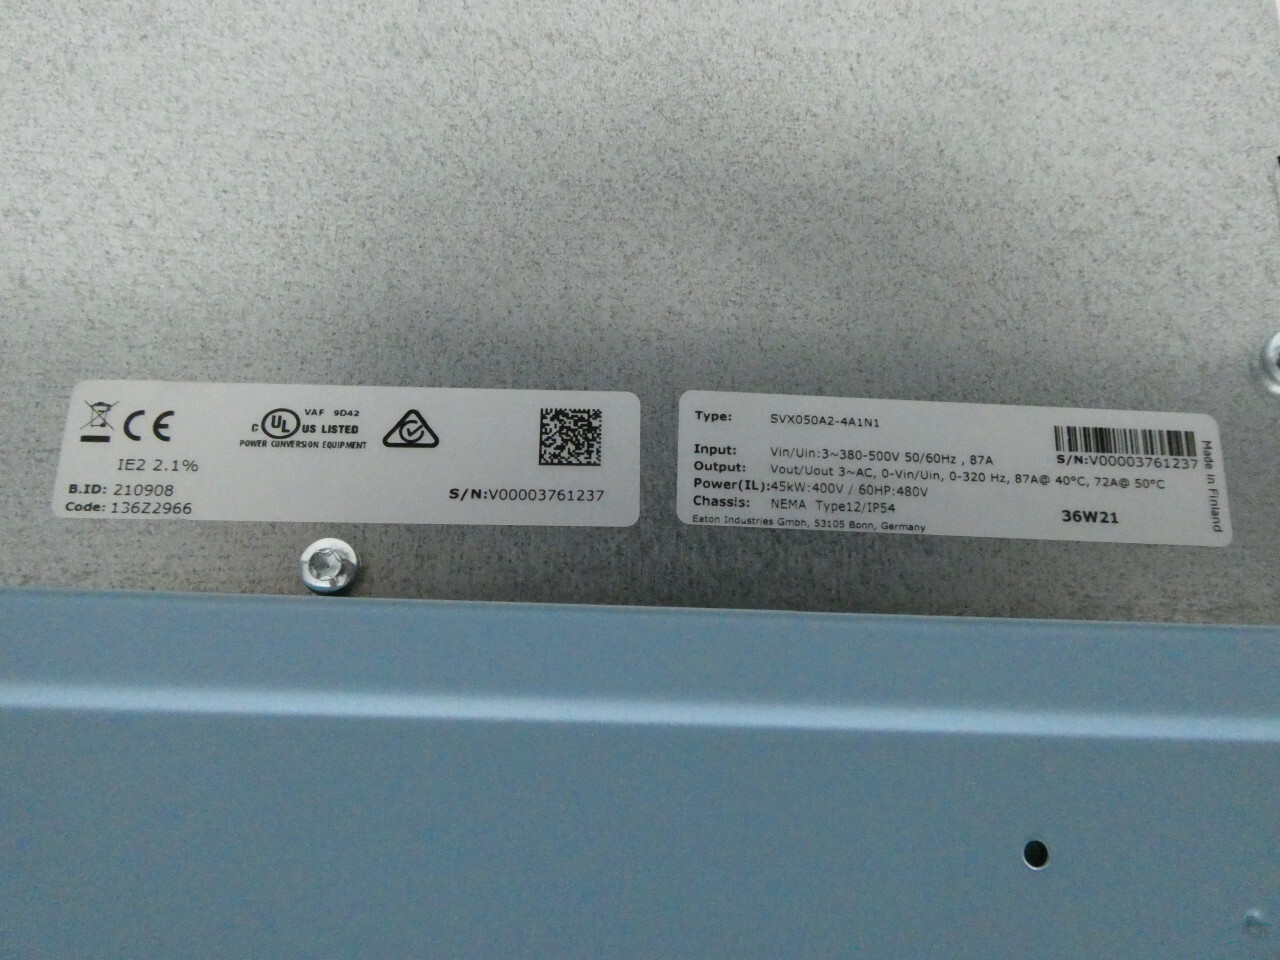 CE
VAF 9D42
C UL US LISTED
POWER CONVERSION EQUIPMENT
IE2 2.1%
B.ID: 210908
Code: 136Z2966
S/N:V00003761237
Type: SVX050A2-4A1N1
Input: Vin/Uin:3~380-500V 50/60Hz , 87A
Output: Vout/Uout 3~AC, 0-Vin/Uin, 0-320 Hz, 87A@ 40°C, 72A@ 50°C
Power(IL):45kW:400V / 60HP:480V
Chassis: NEMA Type12/IP54
Eaton Industries Gmbh, 53105 Bonn, Germany
S/N:V00003761237
36W21
Made in Finland